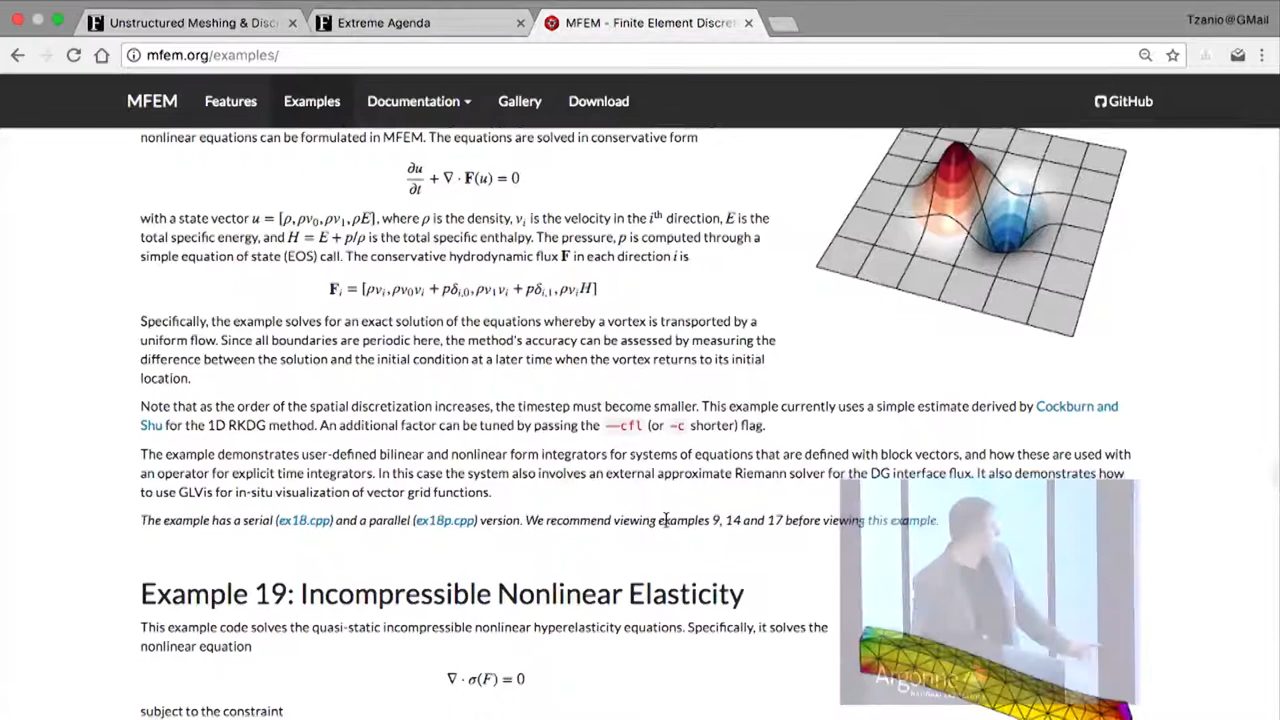 Unstructured Meshing & Disc
Extreme Agenda
MFEM - Finite Element Discre
Tzanio@GMail
mfem.org/examples/
MFEM
Features
Examples
Documentation
Gallery
Download
GitHub
nonlinear equations can be formulated in MFEM. The equations are solved in conservative form
∂u/∂t + ∇ · F(u) = 0
with a state vector u = [ρ,ρv₀,ρv₁,ρE], where ρ is the density, vᵢ is the velocity in the iᵗʰ direction, E is the
total specific energy, and H = E + p/ρ is the total specific enthalpy. The pressure, p is computed through a
simple equation of state (EOS) call. The conservative hydrodynamic flux F in each direction i is
Fᵢ = [ρvᵢ,ρv₀vᵢ + pδᵢ,₀,ρv₁vᵢ + pδᵢ,₁,ρvᵢH]
Specifically, the example solves for an exact solution of the equations whereby a vortex is transported by a
uniform flow. Since all boundaries are periodic here, the method's accuracy can be assessed by measuring the
difference between the solution and the initial condition at a later time when the vortex returns to its initial
location.
Note that as the order of the spatial discretization increases, the timestep must become smaller. This example currently uses a simple estimate derived by Cockburn and
Shu for the 1D RKDG method. An additional factor can be tuned by passing the --cfl (or -c shorter) flag.
The example demonstrates user-defined bilinear and nonlinear form integrators for systems of equations that are defined with block vectors, and how these are used with
an operator for explicit time integrators. In this case the system also involves an external approximate Riemann solver for the DG interface flux. It also demonstrates how
to use GLVis for in-situ visualization of vector grid functions.
The example has a serial (ex18.cpp) and a parallel (ex18p.cpp) version. We recommend viewing examples 9, 14 and 17 before viewing this example.
Example 19: Incompressible Nonlinear Elasticity
This example code solves the quasi-static incompressible nonlinear hyperelasticity equations. Specifically, it solves the
nonlinear equation
∇ · σ(F) = 0
subject to the constraint
Argonne